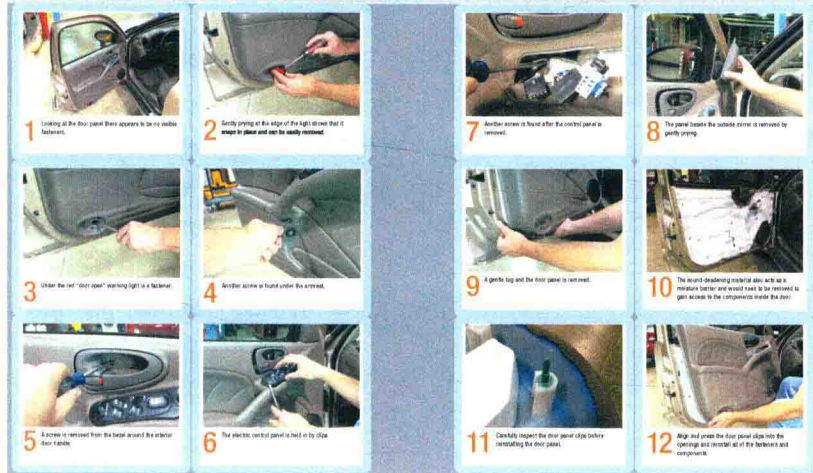 1 Looking at the door panel there appears to be no visible
fasteners.
2 Gently prying at the edge of the light shows that it
snaps in place and can be easily removed.
3 Under the red "door open" warning light is a fastener.
4 Another screw is found under the armrest.
5 A screw is removed from the bezel around the interior
door handle.
6 The electric control panel is held in by clips.
7 Another screw is found after the control panel is
removed.
8 The panel beside the outside mirror is removed by
gently prying.
9 A gentle tug and the door panel is removed.
10 The sound-deadening material also acts as a
moisture barrier and would need to be removed to
gain access to the components inside the door.
11 Carefully inspect the door panel clips before
reinstalling the door panel.
12 Align and press the door panel clips into the
openings and reinstall all of the fasteners and
components.